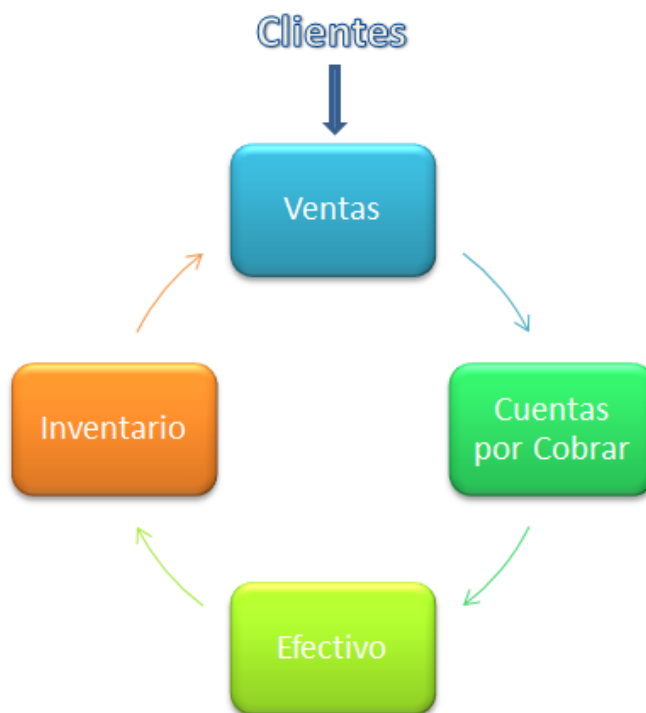 Clientes
Ventas
Cuentas
por Cobrar
Efectivo
Inventario